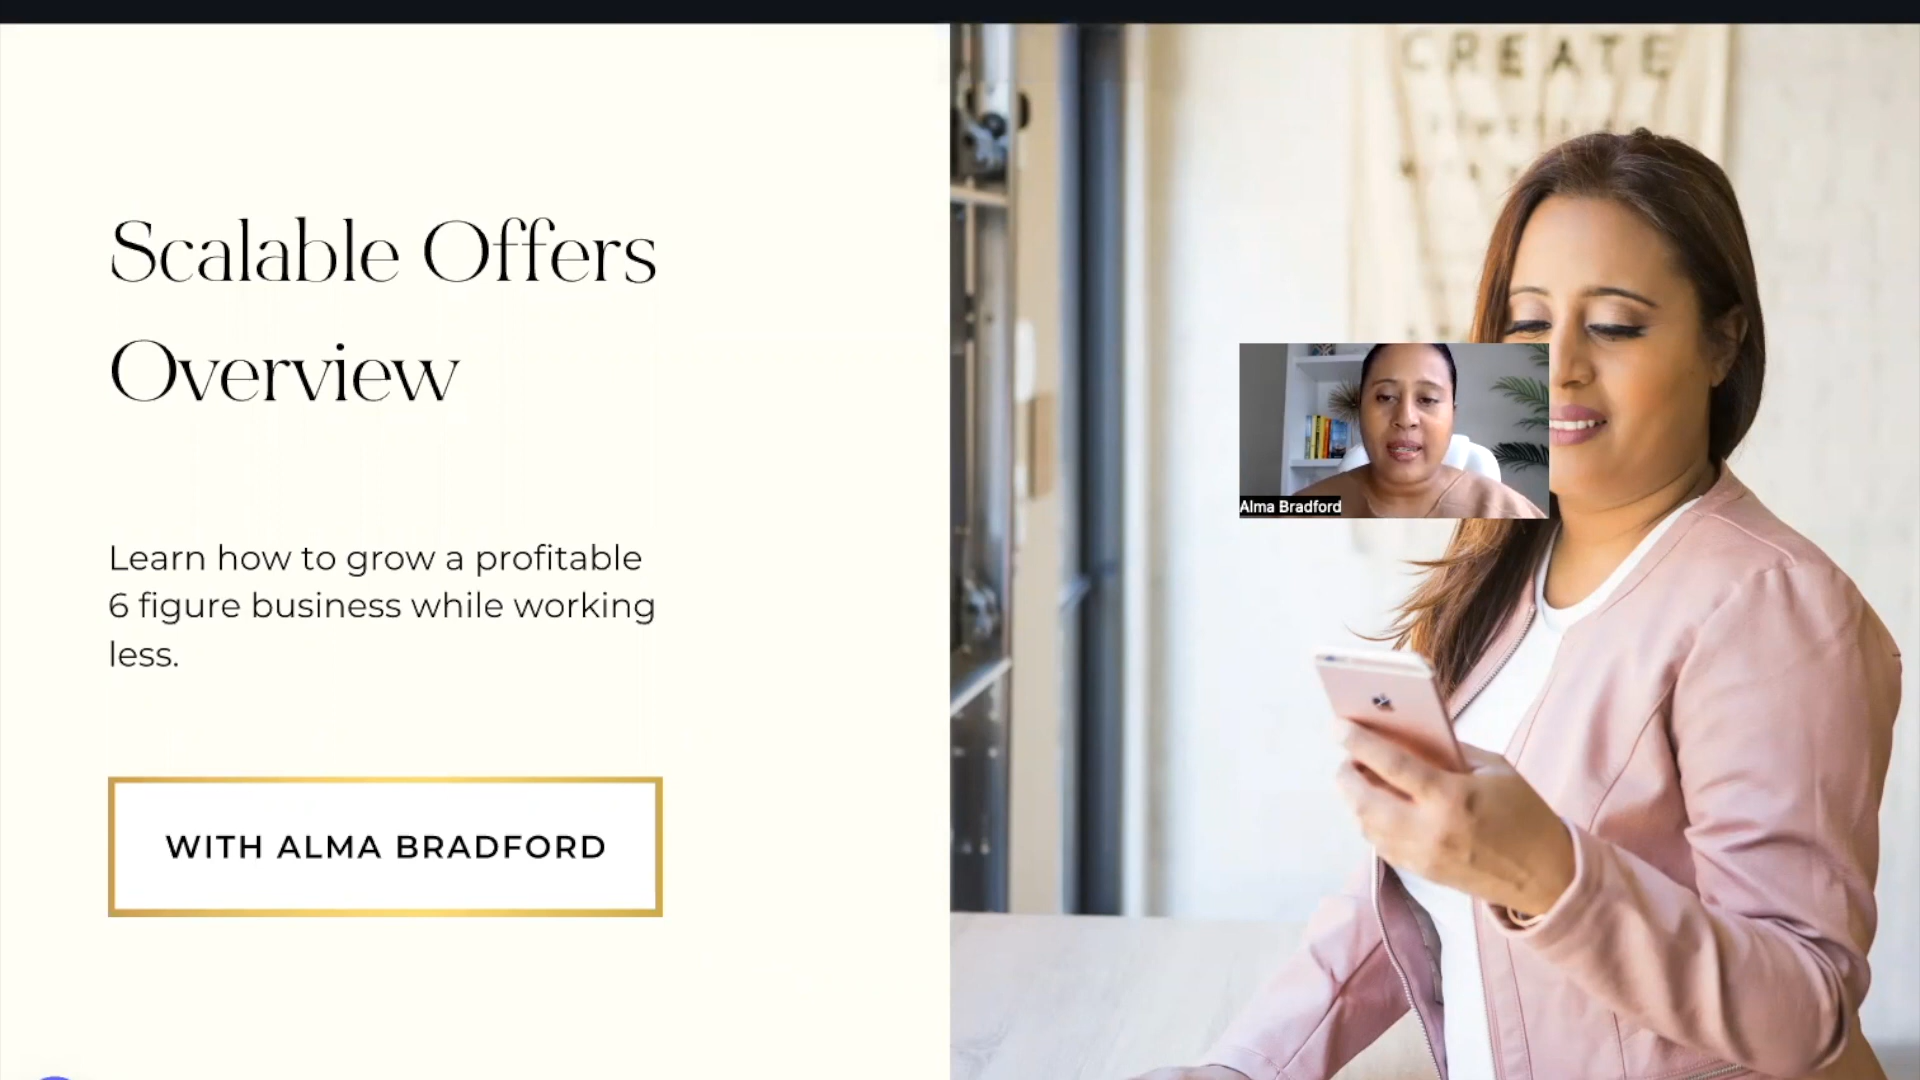 Scalable Offers
Overview
Learn how to grow a profitable
6 figure business while working
less.
WITH ALMA BRADFORD
CREATE
Alma Bradford